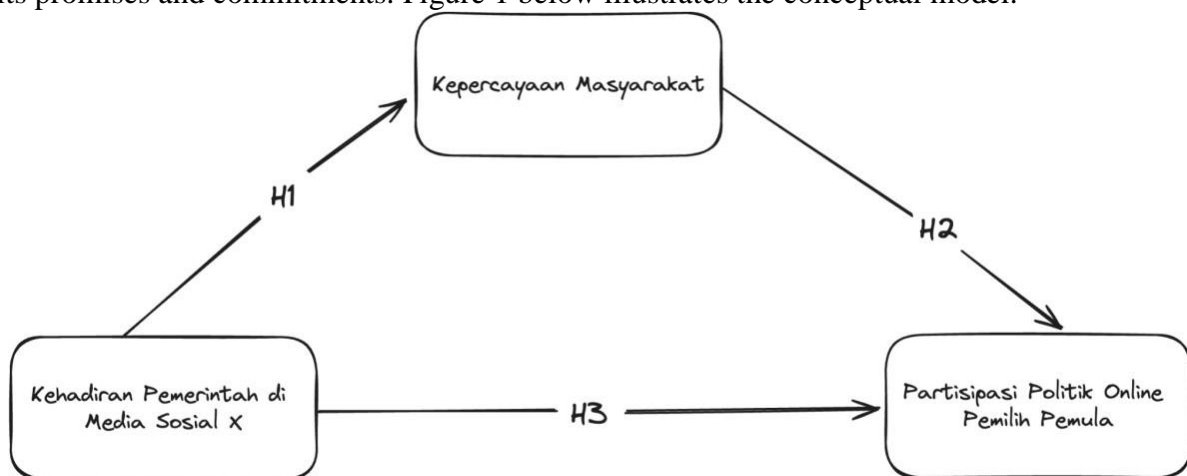 its promises and commitments. Figure 1 below illustrates the conceptual model.
Kepercayaan Masyarakat
H1
H2
Kehadiran Pemerintah di
Media Sosial X
H3
Partisipasi Politik Online
Pemilih Pemula